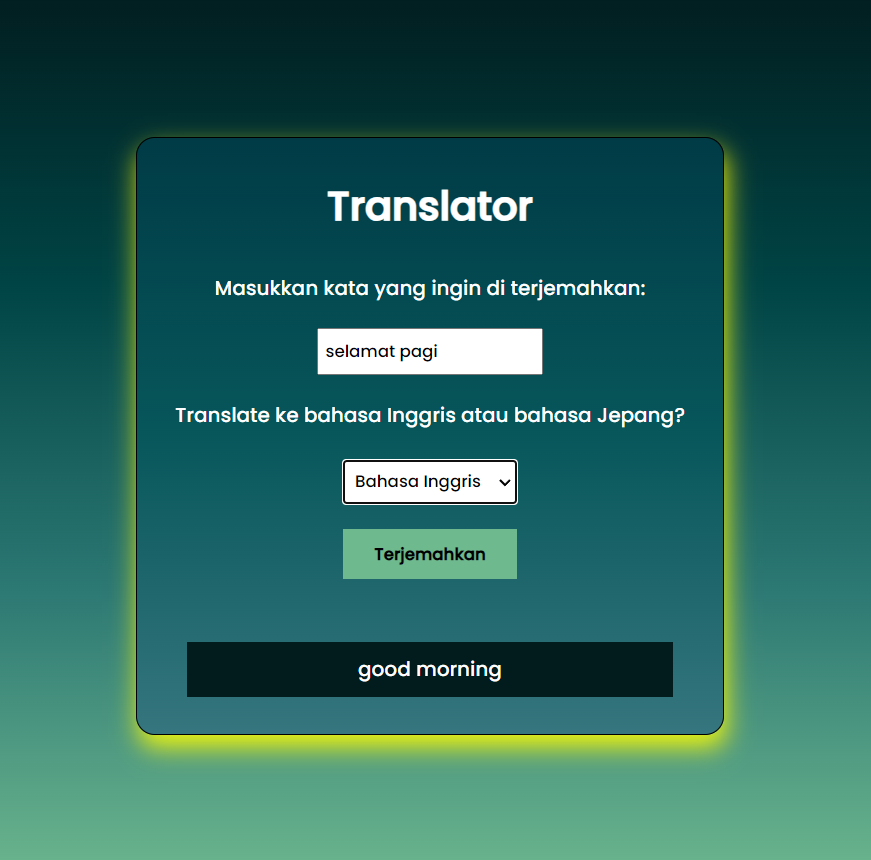 Translator
Masukkan kata yang ingin di terjemahkan:
selamat pagi
Translate ke bahasa Inggris atau bahasa Jepang?
Bahasa Inggris
Terjemahkan
good morning